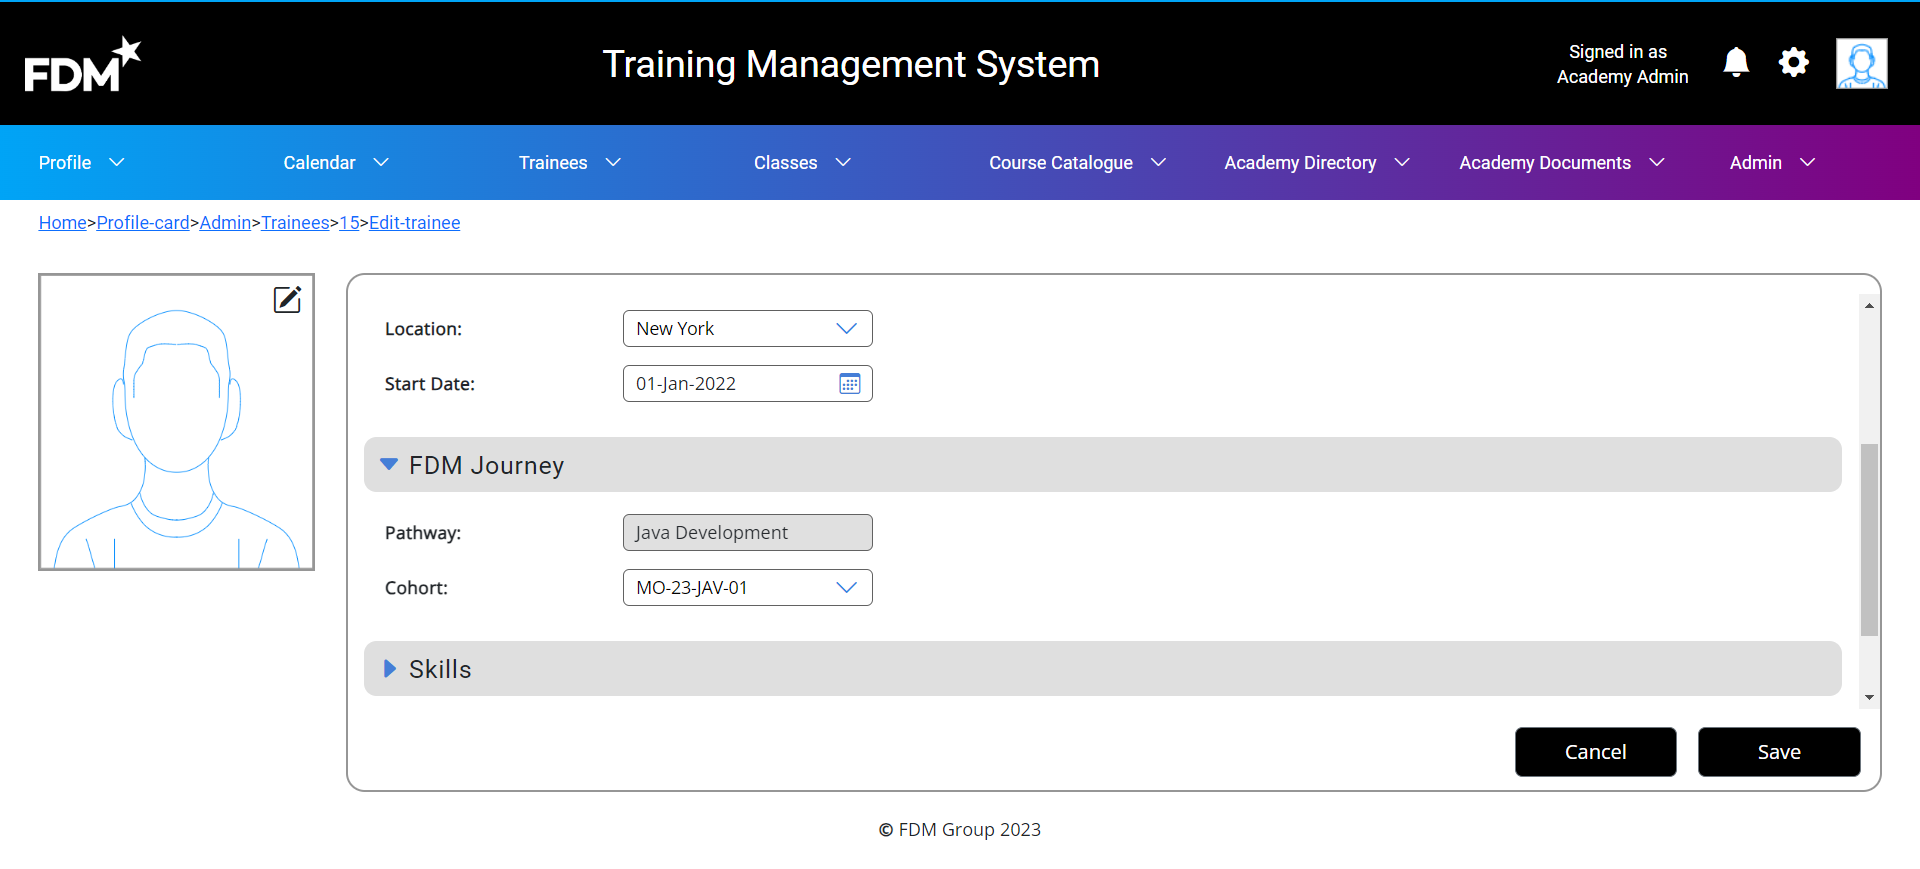 FDM
Training Management System
Signed in as
Academy Admin
Profile
Calendar
Trainees
Classes
Course Catalogue
Academy Directory
Academy Documents
Admin
Home>Profile-card>Admin>Trainees>15>Edit-trainee
Location:
New York
Start Date:
01-Jan-2022
FDM Journey
Pathway:
Java Development
Cohort:
MO-23-JAV-01
Skills
Cancel
Save
© FDM Group 2023